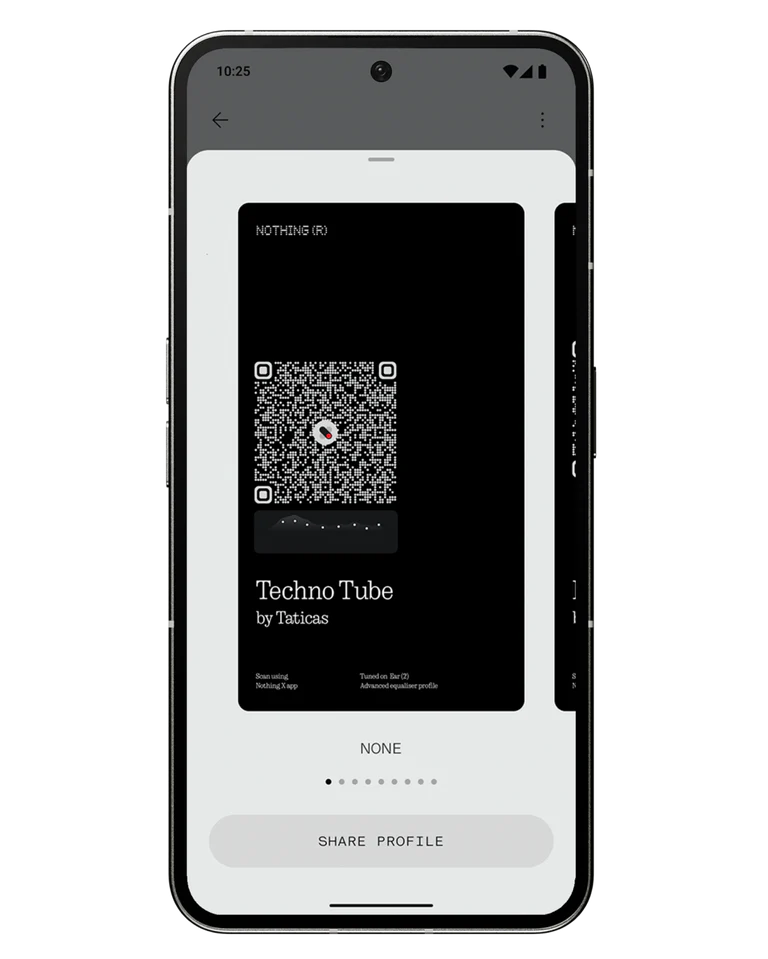 10:25
NOTHING (R)
Techno Tube
by Taticas
Scan using
Nothing X app
Tuned on Ear (2)
Advanced equaliser profile
NONE
SHARE PROFILE